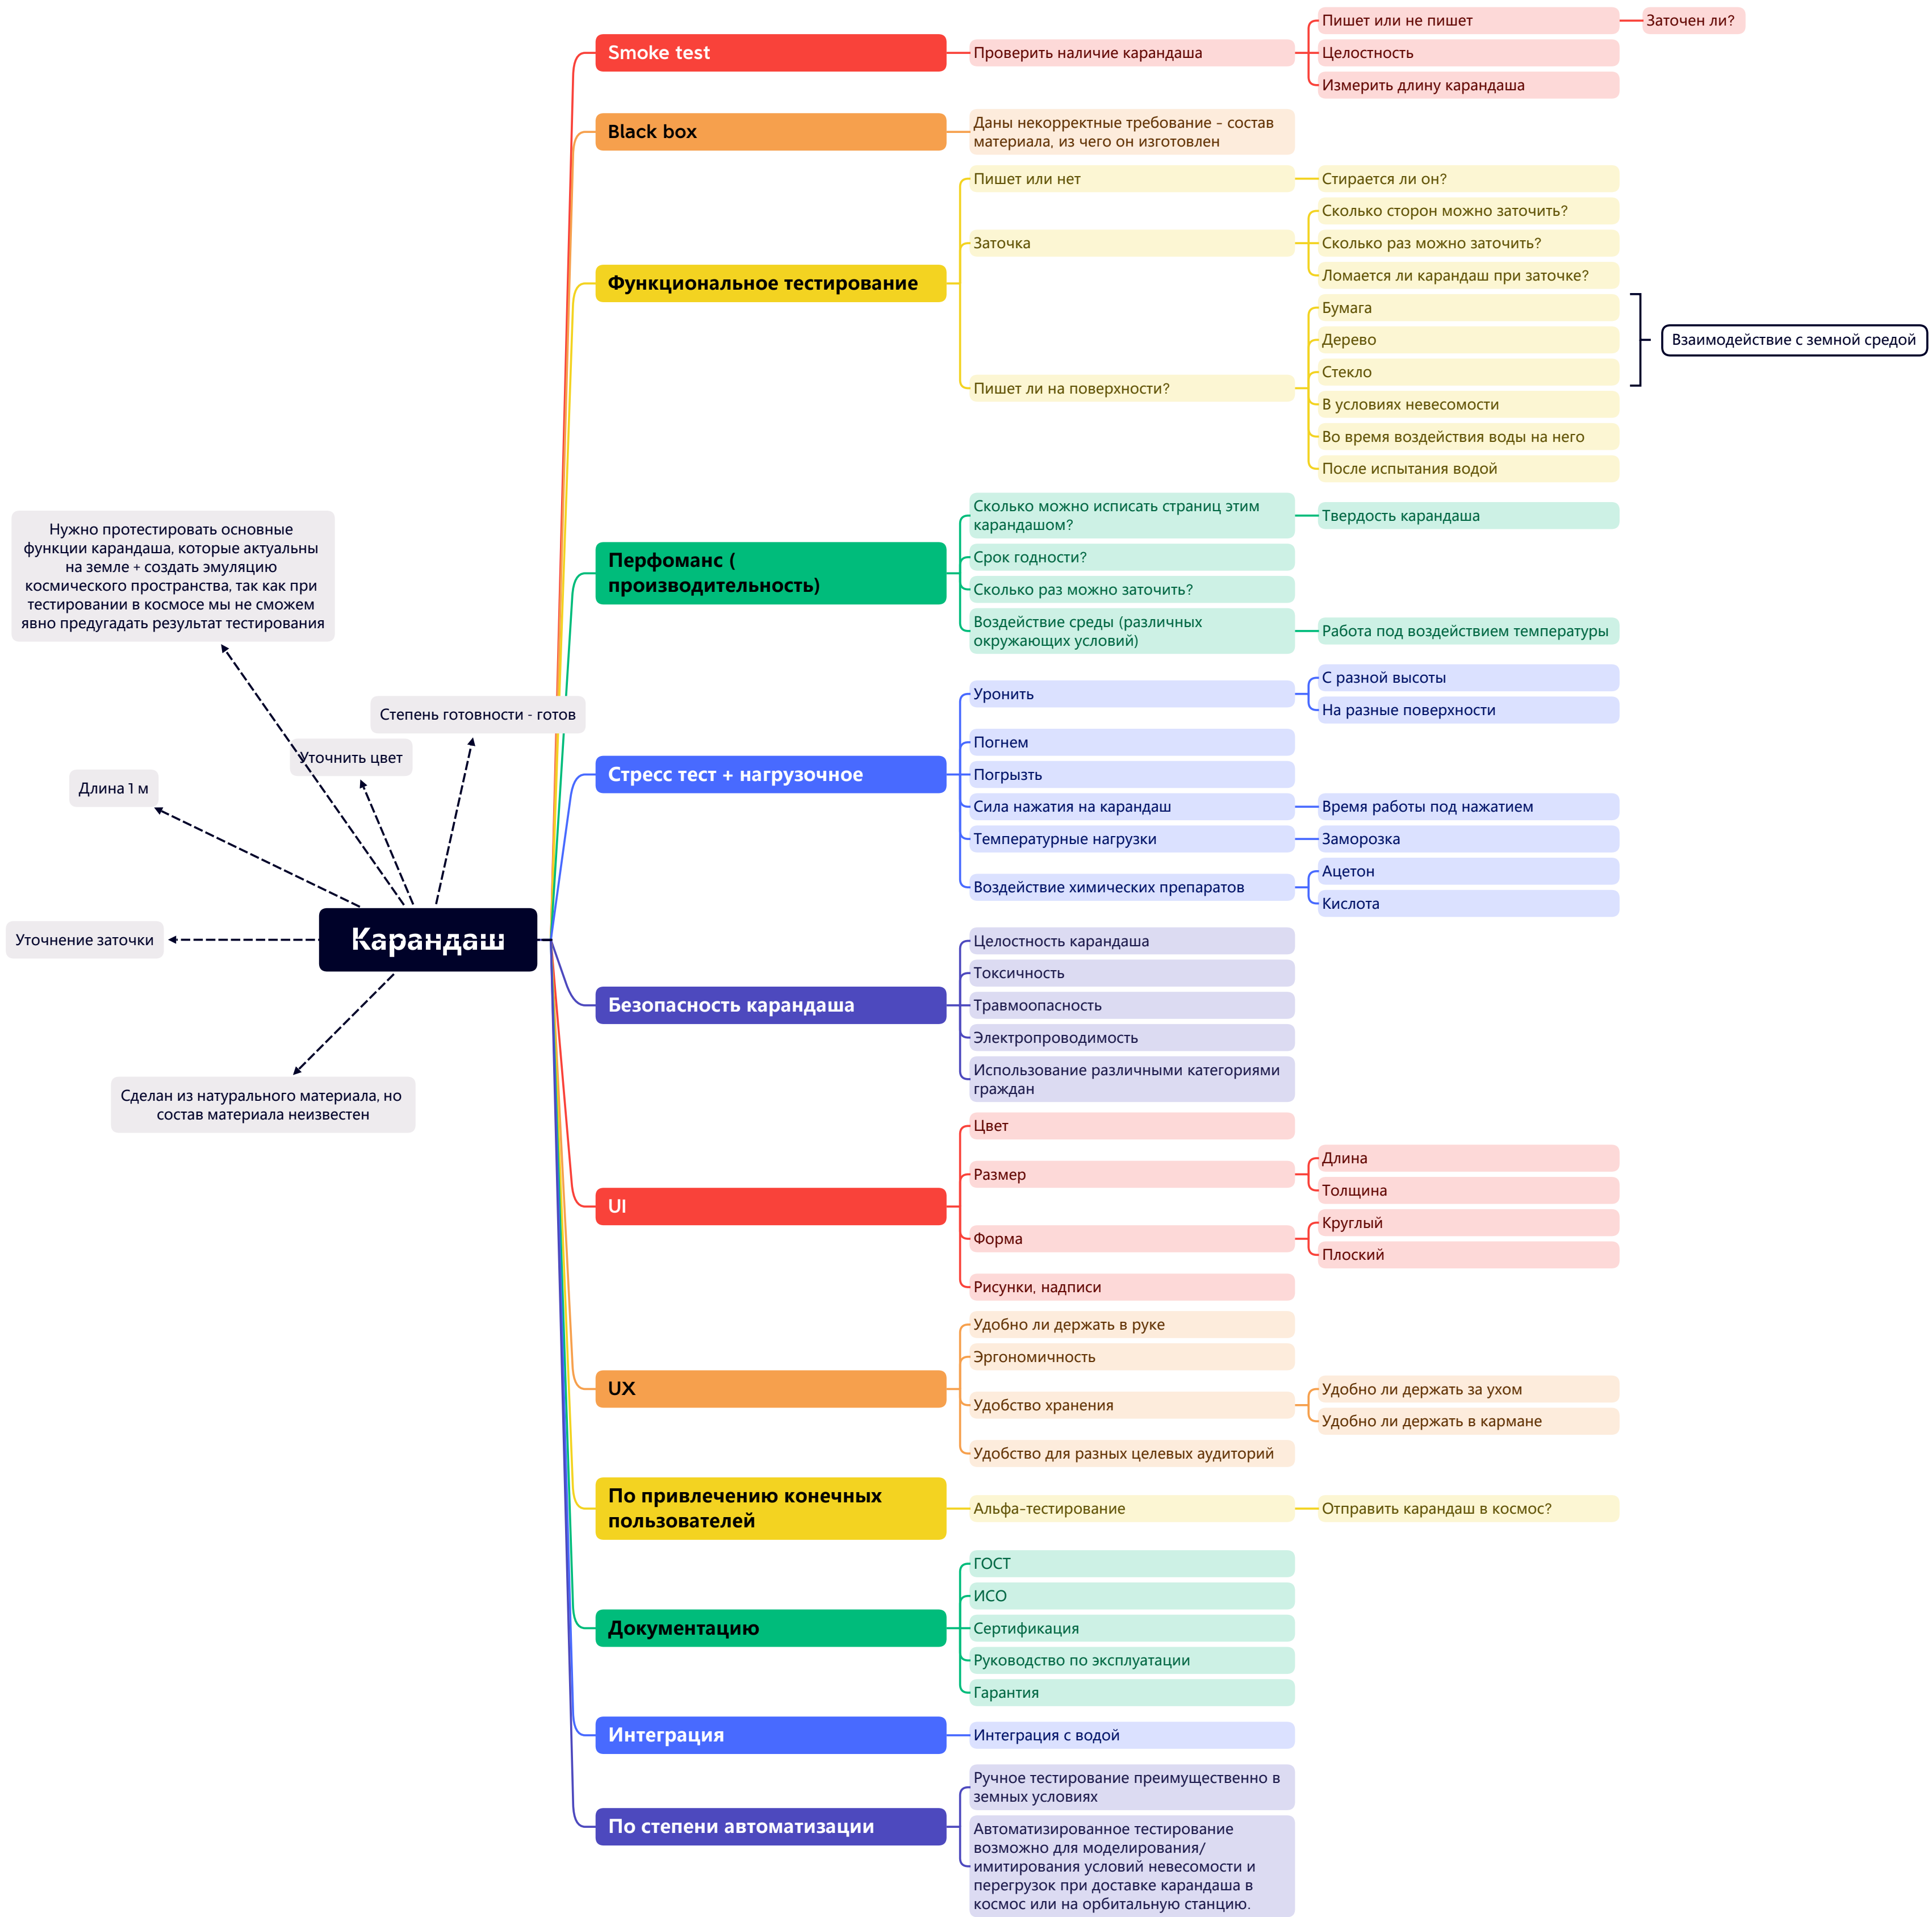 Smoke test
Проверить наличие карандаша
Пишет или не пишет
Заточен ли?
Целостность
Измерить длину карандаша
Black box
Даны некорректные требование - состав
материала, из чего он изготовлен
Функциональное тестирование
Пишет или нет
Стирается ли он?
Заточка
Сколько сторон можно заточить?
Сколько раз можно заточить?
Ломается ли карандаш при заточке?
Пишет ли на поверхности?
Бумага
Дерево
Стекло
В условиях невесомости
Во время воздействия воды на него
После испытания водой
Взаимодействие с земной средой
Перфоманс (
производительность)
Сколько можно исписать страниц этим
карандашом?
Твердость карандаша
Срок годности?
Сколько раз можно заточить?
Воздействие среды (различных
окружающих условий)
Работа под воздействием температуры
Стресс тест + нагрузочное
Уронить
С разной высоты
На разные поверхности
Погнем
Погрызть
Сила нажатия на карандаш
Время работы под нажатием
Температурные нагрузки
Заморозка
Воздействие химических препаратов
Ацетон
Кислота
Безопасность карандаша
Целостность карандаша
Токсичность
Травмоопасность
Электропроводимость
Использование различными категориями
граждан
UI
Цвет
Размер
Длина
Толщина
Форма
Круглый
Плоский
Рисунки, надписи
UX
Удобно ли держать в руке
Эргономичность
Удобство хранения
Удобно ли держать за ухом
Удобно ли держать в кармане
Удобство для разных целевых аудиторий
По привлечению конечных
пользователей
Альфа-тестирование
Отправить карандаш в космос?
Документацию
ГОСТ
ИСО
Сертификация
Руководство по эксплуатации
Гарантия
Интеграция
Интеграция с водой
По степени автоматизации
Ручное тестирование преимущественно в
земных условиях
Автоматизированное тестирование
возможно для моделирования/
имитирования условий невесомости и
перегрузок при доставке карандаша в
космос или на орбитальную станцию.
Нужно протестировать основные
функции карандаша, которые актуальны
на земле + создать эмуляцию
космического пространства, так как при
тестировании в космосе мы не сможем
явно предугадать результат тестирования
Степень готовности - готов
Уточнить цвет
Длина 1 м
Уточнение заточки
Карандаш
Сделан из натурального материала, но
состав материала неизвестен